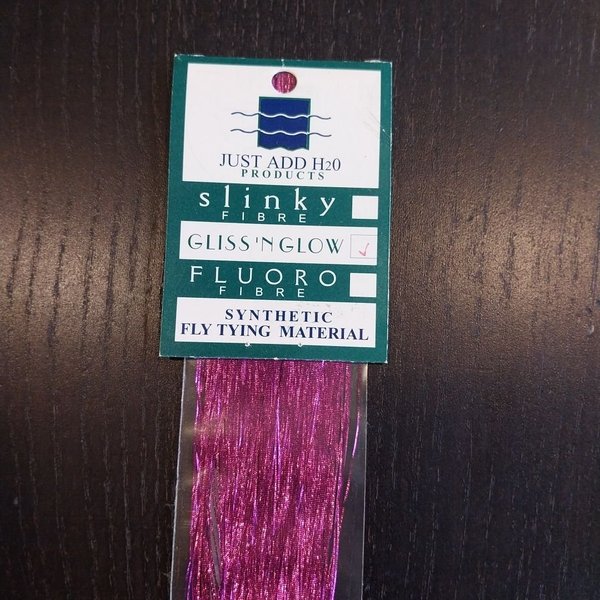 JUST ADD H20
PRODUCTS
slinky
FIBRE
GLISS 'N GLOW
FLUORO
FIBRE
SYNTHETIC
FLY TYING MATERIAL